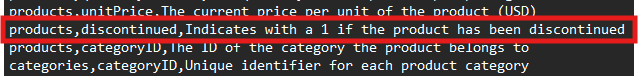 products.unitPrice.The current price per unit of the product (USD)
products,discontinued,Indicates with a 1 if the product has been discontinued
products,categoryID,The ID of the category the product belongs to
categories,categoryID,Unique identifier for each product category